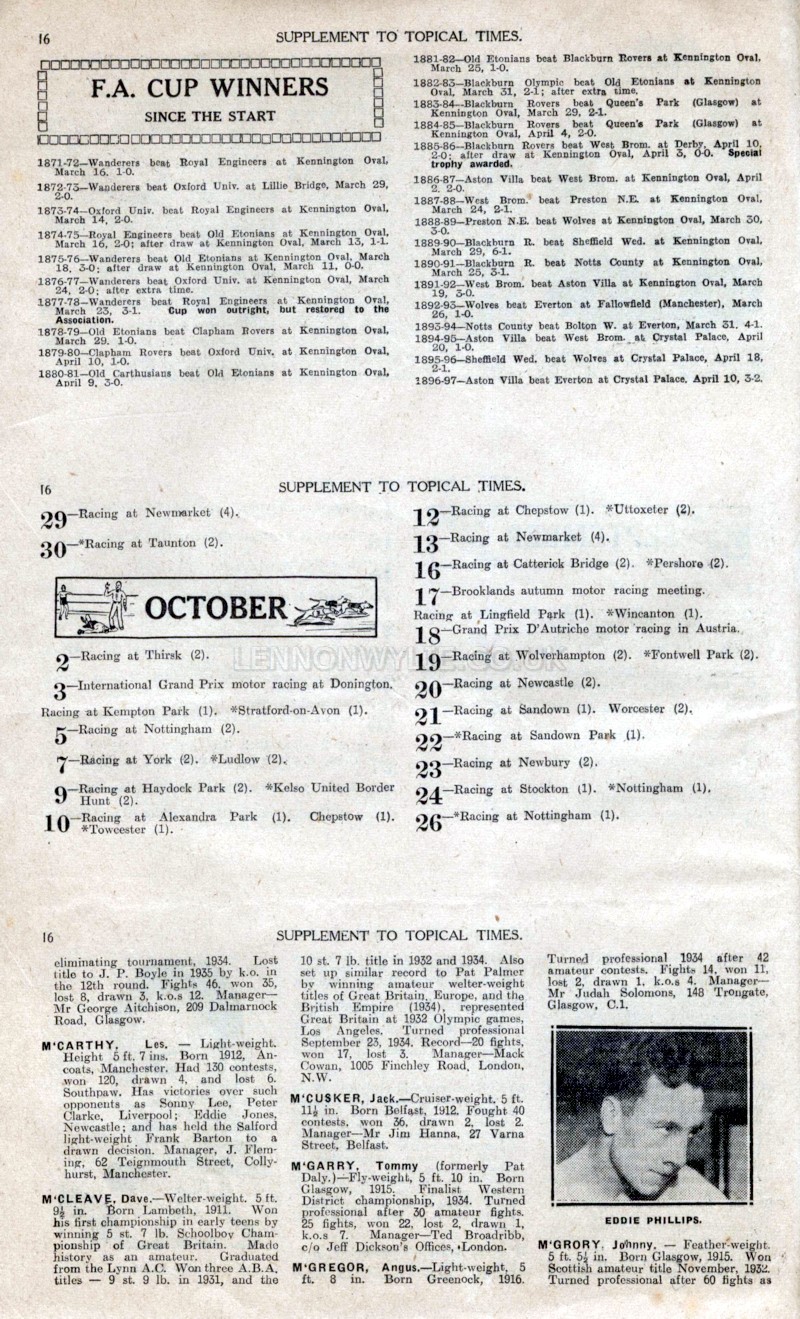 16
SUPPLEMENT TO TOPICAL TIMES.
F.A. CUP WINNERS
SINCE THE START
1871-72—Wanderers beat Royal Engineers at Kennington Oval,
March 16, 1-0.
1872-73—Wanderers beat Oxford Univ. at Lillie Bridge, March 29,
2-0.
1873-74—Oxford Univ. beat Royal Engineers at Kennington Oval,
March 14, 2-0.
1874-75—Royal Engineers beat Old Etonians at Kennington Oval,
March 16, 2-0; after draw at Kennington Oval, March 13, 1-1.
1875-76—Wanderers beat Old Etonians at Kennington Oval, March
18, 3-0; after draw at Kennington Oval, March 11, 0-0.
1876-77—Wanderers beat Oxford Univ. at Kennington Oval, March
24, 2-0; after extra time.
1877-78—Wanderers beat Royal Engineers at Kennington Oval,
March 23, 3-1. Cup won outright, but restored to the
Association.
1878-79—Old Etonians beat Clapham Rovers at Kennington Oval,
March 29, 1-0.
1879-80—Clapham Rovers beat Oxford Univ. at Kennington Oval,
April 10, 1-0.
1880-81—Old Carthusians beat Old Etonians at Kennington Oval,
April 9, 3-0.
1881-82—Old Etonians beat Blackburn Rovers at Kennington Oval,
March 25, 1-0.
1882-83—Blackburn Olympic beat Old Etonians at Kennington
Oval, March 31, 2-1; after extra time.
1883-84—Blackburn Rovers beat Queen's Park (Glasgow) at
Kennington Oval, March 29, 2-1.
1884-85—Blackburn Rovers beat Queen's Park (Glasgow) at
Kennington Oval, April 4, 2-0.
1885-86—Blackburn Rovers beat West Brom. at Derby, April 10,
2-0; after draw at Kennington Oval, April 3, 0-0. Special
trophy awarded.
1886-87—Aston Villa beat West Brom. at Kennington Oval, April
2, 2-0.
1887-88—West Brom. beat Preston N.E. at Kennington Oval,
March 24, 2-1.
1888-89—Preston N.E. beat Wolves at Kennington Oval, March 30,
3-0.
1889-90—Blackburn R. beat Sheffield Wed. at Kennington Oval,
March 29, 6-1.
1890-91—Blackburn R. beat Notts County at Kennington Oval,
March 25, 3-1.
1891-92—West Brom. beat Aston Villa at Kennington Oval, March
19, 3-0.
1892-93—Wolves beat Everton at Fallowfield (Manchester), March
26, 1-0.
1893-94—Notts County beat Bolton W. at Everton, March 31, 4-1.
1894-95—Aston Villa beat West Brom. at Crystal Palace, April
20, 1-0.
1895-96—Sheffield Wed. beat Wolves at Crystal Palace, April 18,
2-1.
1896-97—Aston Villa beat Everton at Crystal Palace, April 10, 3-2.
16
SUPPLEMENT TO TOPICAL TIMES.
29—Racing at Newmarket (4).
30—*Racing at Taunton (2).
OCTOBER
2—Racing at Thirsk (2).
3—International Grand Prix motor racing at Donington.
Racing at Kempton Park (1). *Stratford-on-Avon (1).
5—Racing at Nottingham (2).
7—Racing at York (2). *Ludlow (2).
9—Racing at Haydock Park (2). *Kelso United Border
Hunt (2).
10—Racing at Alexandra Park (1). Chepstow (1).
*Towcester (1).
12—Racing at Chepstow (1). *Uttoxeter (2).
13—Racing at Newmarket (4).
16—Racing at Catterick Bridge (2). *Pershore (2).
17—Brooklands autumn motor racing meeting.
Racing at Lingfield Park (1). *Wincanton (1).
18—Grand Prix D'Autriche motor racing in Austria.
19—Racing at Wolverhampton (2). *Fontwell Park (2).
20—Racing at Newcastle (2).
21—Racing at Sandown (1). Worcester (2).
22—*Racing at Sandown Park (1).
23—Racing at Newbury (2).
24—Racing at Stockton (1). *Nottingham (1).
26—*Racing at Nottingham (1).
LENNONWYLIE.CO.UK
16
SUPPLEMENT TO TOPICAL TIMES.
eliminating tournament, 1934. Lost
title to J. P. Boyle in 1935 by k.o. in
the 12th round. Fights 46, won 35,
lost 8, drawn 3, k.o.s 12. Manager—
Mr George Aitchison, 209 Dalmarnock
Road, Glasgow.
M'CARTHY, Les. — Light-weight.
Height 5 ft. 7 ins. Born 1912, An-
coats, Manchester. Had 130 contests,
won 120, drawn 4, and lost 6.
Southpaw. Has victories over such
opponents as Sonny Lee, Peter
Clarke, Liverpool; Eddie Jones,
Newcastle; and has held the Salford
light-weight Frank Barton to a
drawn decision. Manager, J. Flem-
ing, 62 Teignmouth Street, Colly-
hurst, Manchester.
M'CLEAVE, Dave.—Welter-weight. 5 ft.
9½ in. Born Lambeth, 1911. Won
his first championship in early teens by
winning 5 st. 7 lb. Schoolboy Cham-
pionship of Great Britain. Made
history as an amateur. Graduated
from the Lynn A.C. Won three A.B.A.
titles — 9 st. 9 lb. in 1931, and the
10 st. 7 lb. title in 1932 and 1934. Also
set up similar record to Pat Palmer
by winning amateur welter-weight
titles of Great Britain, Europe, and the
British Empire (1934), represented
Great Britain at 1932 Olympic games,
Los Angeles. Turned professional
September 23, 1934. Record—20 fights,
won 17, lost 3. Manager—Mack
Cowan, 1005 Finchley Road, London,
N.W.
M'CUSKER, Jack.—Cruiser-weight, 5 ft.
11½ in. Born Belfast, 1912. Fought 40
contests, won 36, drawn 2, lost 2.
Manager—Mr Jim Hanna, 27 Varna
Street, Belfast.
M'GARRY, Tommy (formerly Pat
Daly.)—Fly-weight, 5 ft. 10 in. Born
Glasgow, 1915. Finalist Western
District championship, 1934. Turned
professional after 30 amateur fights.
25 fights, won 22, lost 2, drawn 1,
k.o.s 7. Manager—Ted Broadribb,
c/o Jeff Dickson's Offices, London.
M'GREGOR, Angus.—Light-weight, 5
ft. 8 in. Born Greenock, 1916.
Turned professional 1934 after 42
amateur contests. Fights 14, won 11,
lost 2, drawn 1, k.o.s 4. Manager—
Mr Judah Solomons, 148 Trongate,
Glasgow, C.1.
EDDIE PHILLIPS.
M'GRORY, Johnny. — Feather-weight.
5 ft. 5½ in. Born Glasgow, 1915. Won
Scottish amateur title November, 1932.
Turned professional after 60 fights as